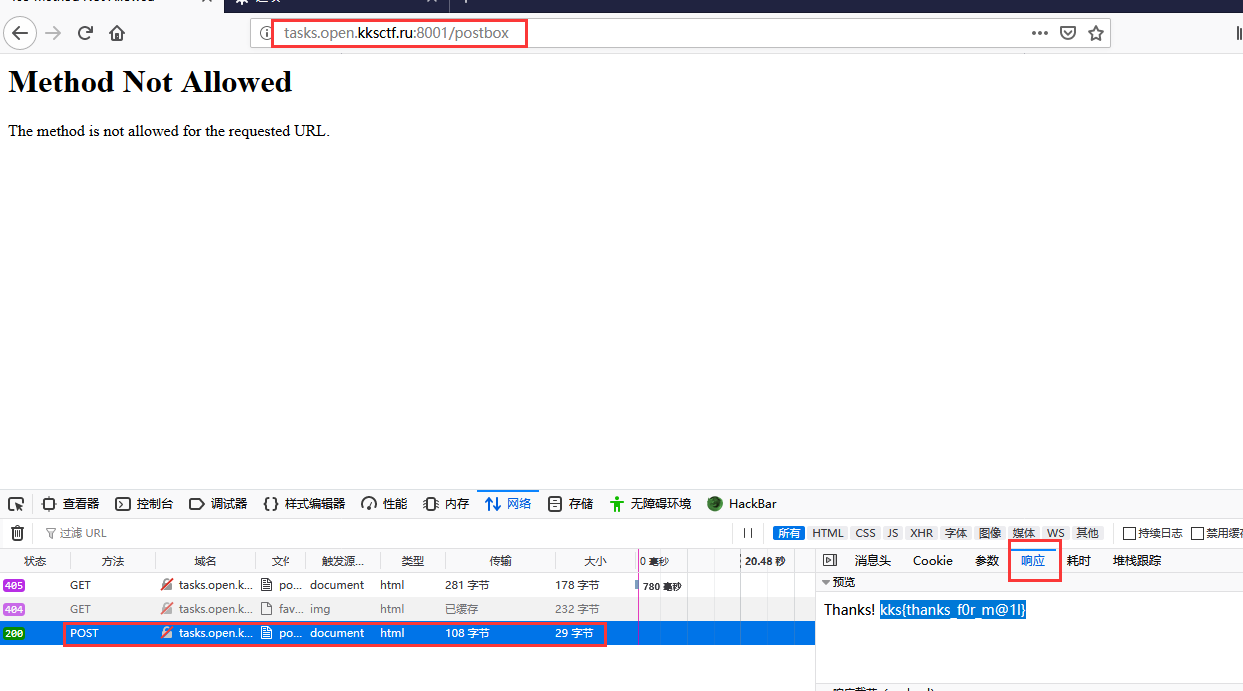 tasks.open.kksctf.ru:8001/postbox
Method Not Allowed
The method is not allowed for the requested URL.
查看器 控制台 调试器 样式编辑器 性能 内存 网络 存储 无障碍环境 HackBar
过滤 URL 所有 HTML CSS JS XHR 字体 图像 媒体 WS 其他 持续日志
状态 方法 域名 触发源... 类型 传输 大小 0 毫秒 20.48 秒 消息头 Cookie 参数 响应 耗时 堆栈跟踪
405 GET tasks.open.k... po... document html 281 字节 178 字节 780 毫秒
404 GET tasks.open.k... fav... img html 已缓存 232 字节
200 POST tasks.open.k... po... document html 108 字节 29 字节
预览
Thanks! kks{thanks_f0r_m@1l}